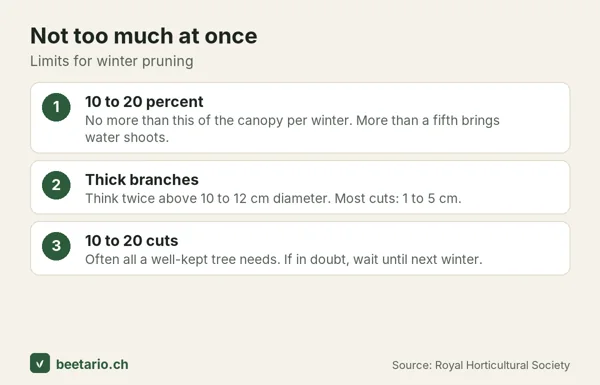 Not too much at once
Limits for winter pruning
1
10 to 20 percent
No more than this of the canopy per winter. More than a fifth brings
water shoots.
2
Thick branches
Think twice above 10 to 12 cm diameter. Most cuts: 1 to 5 cm.
3
10 to 20 cuts
Often all a well-kept tree needs. If in doubt, wait until next winter.
beetario.ch
Source: Royal Horticultural Society